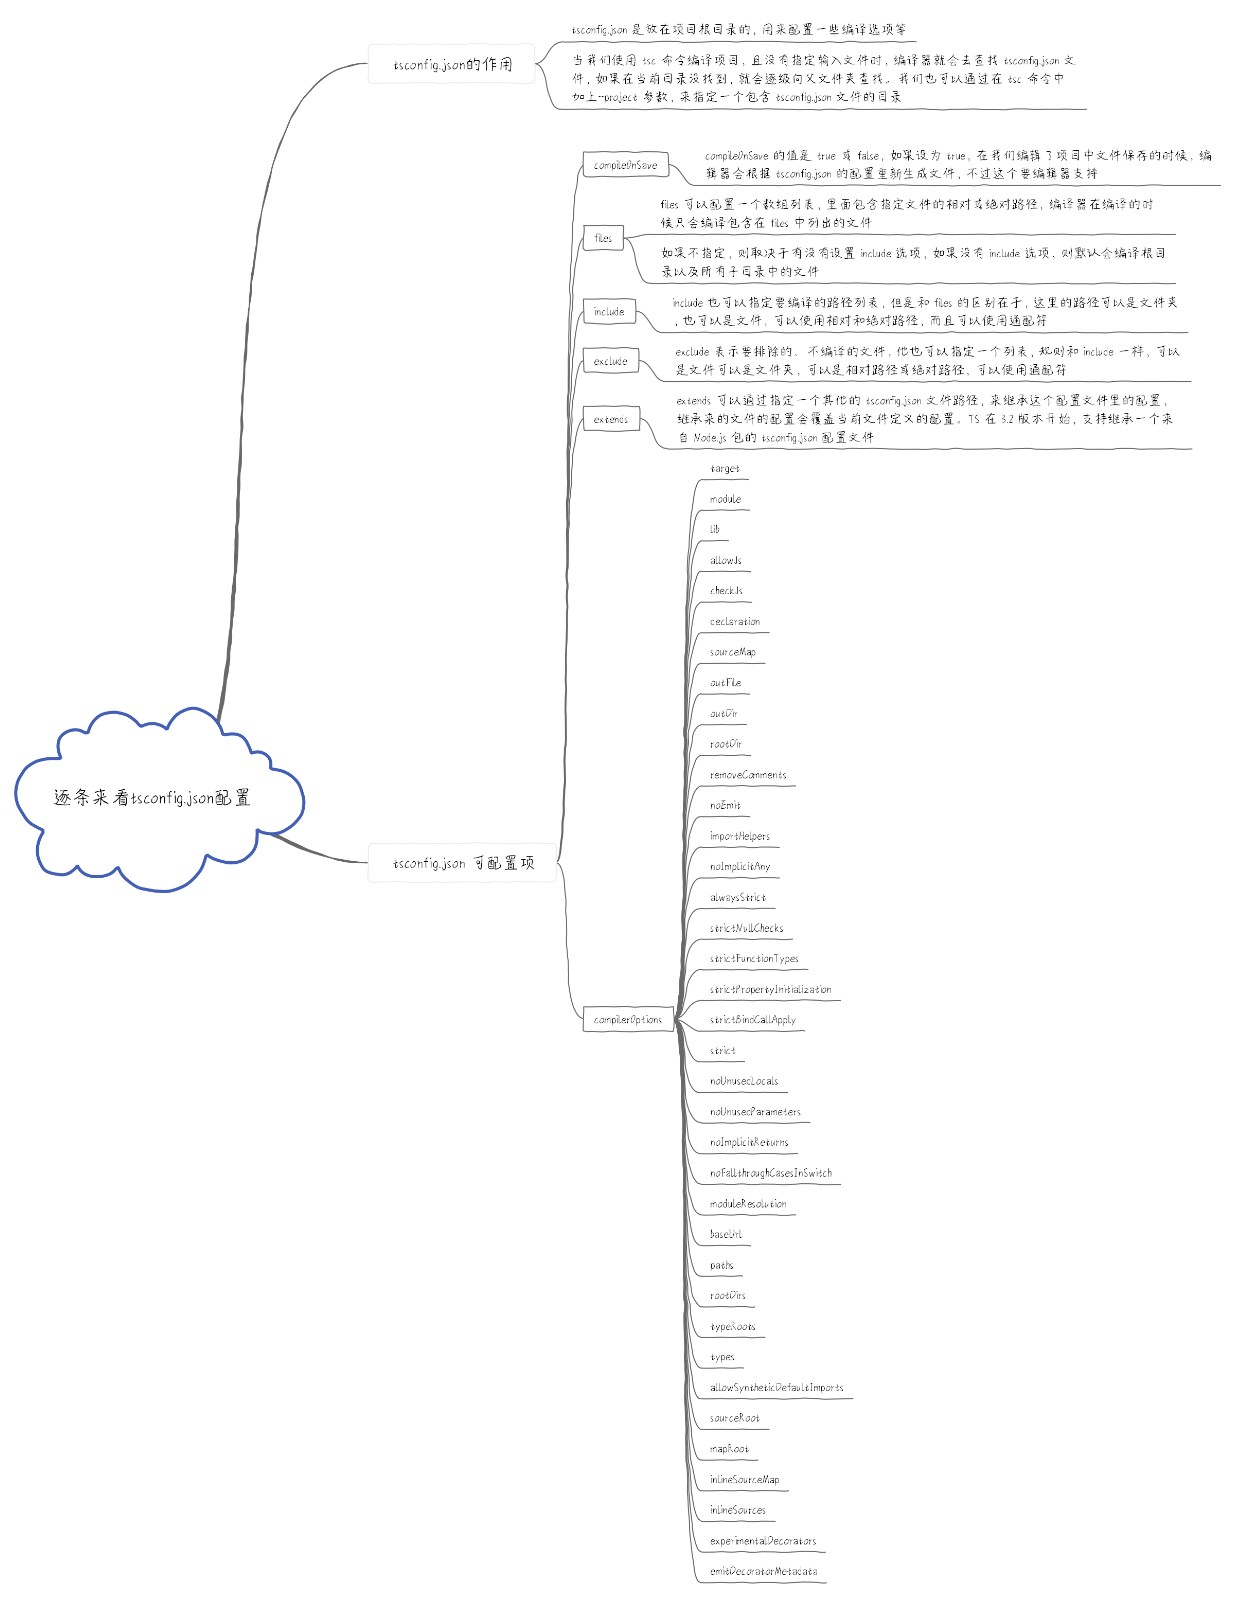 tsconfig.json 是放在项目根目录的，用来配置一些编译选项等
tsconfig.json的作用
当我们使用 tsc 命令编译项目，且没有指定输入文件时，编译器就会去查找 tsconfig.json 文
件，如果在当前目录没找到，就会逐级向父文件夹查找。我们也可以通过在 tsc 命令中
加上--project 参数，来指定一个包含 tsconfig.json 文件的目录
compileOnSave
compileOnSave 的值是 true 或 false，如果设为 true，在我们编辑了项目中文件保存的时候，编
辑器会根据 tsconfig.json 的配置重新生成文件，不过这个要编辑器支持
files
files 可以配置一个数组列表，里面包含指定文件的相对或绝对路径，编译器在编译的时
候只会编译包含在 files 中列出的文件
如果不指定，则取决于有没有设置 include 选项，如果没有 include 选项，则默认会编译根目
录以及所有子目录中的文件
include
include 也可以指定要编译的路径列表，但是和 files 的区别在于，这里的路径可以是文件夹
，也可以是文件，可以使用相对和绝对路径，而且可以使用通配符
exclude
exclude 表示要排除的、不编译的文件，他也可以指定一个列表，规则和 include 一样，可以
是文件可以是文件夹，可以是相对路径或绝对路径，可以使用通配符
extends
extends 可以通过指定一个其他的 tsconfig.json 文件路径，来继承这个配置文件里的配置，
继承来的文件的配置会覆盖当前文件定义的配置。TS 在 3.2 版本开始，支持继承一个来
自 Node.js 包的 tsconfig.json 配置文件
逐条来看tsconfig.json配置
tsconfig.json 可配置项
compilerOptions
target
module
lib
allowJs
checkJs
ceclaration
sourceMap
outFile
outDir
rootDir
removeComments
noEmit
importHelpers
noImplicitAny
alwaysStrict
strictNullChecks
strictFunctionTypes
strictPropertyInitialization
strictBindCallApply
strict
noUnusedLocals
noUnusedParameters
noImplicitReturns
noFallthroughCasesInSwitch
moduleResolution
baseUrl
paths
rootDirs
typeRoots
types
allowSyntheticDefaultImports
sourceRoot
mapRoot
inlineSourceMap
inlineSources
experimentalDecorators
emitDecoratorMetadata